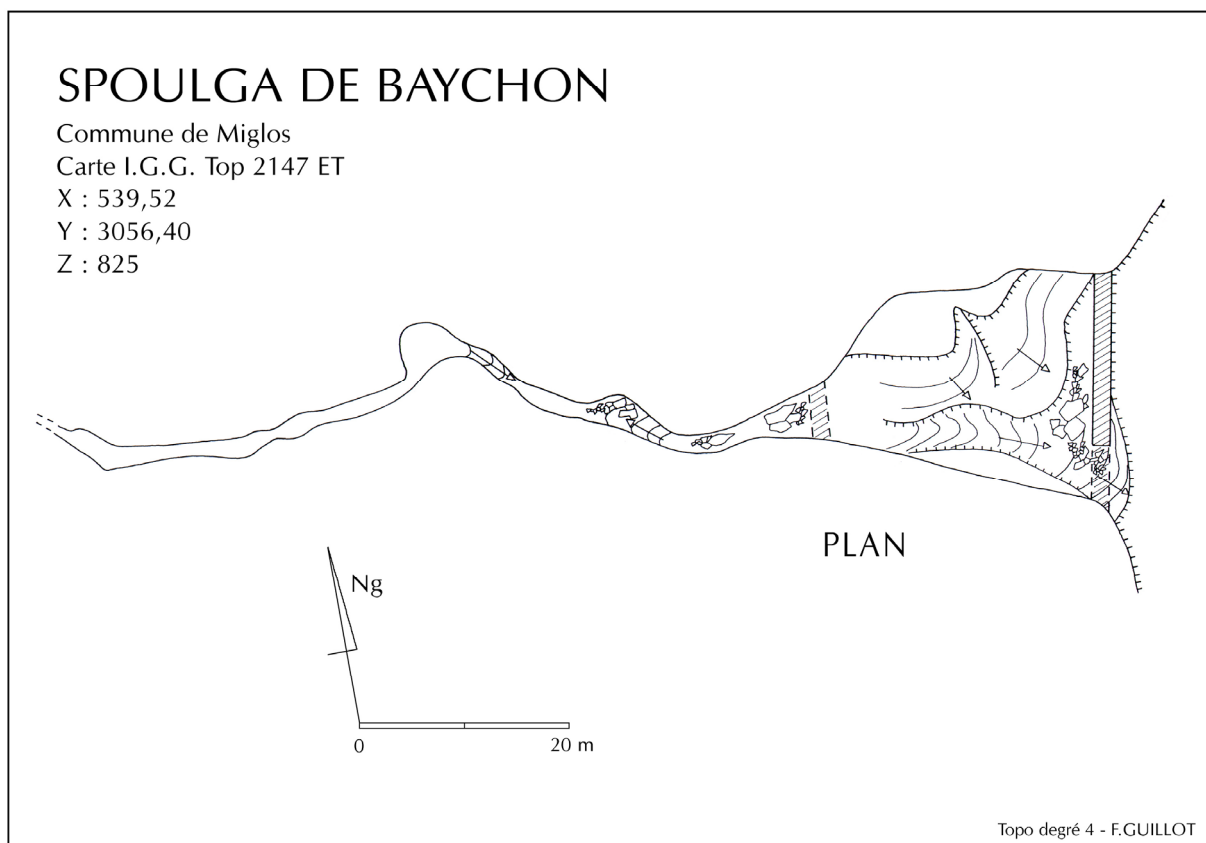 SPOULGA DE BAYCHON
Commune de Miglos
Carte I.G.G. Top 2147 ET
X : 539,52
Y : 3056,40
Z : 825
PLAN
Ng
0 20 m
Topo degré 4 - F.GUILLOT